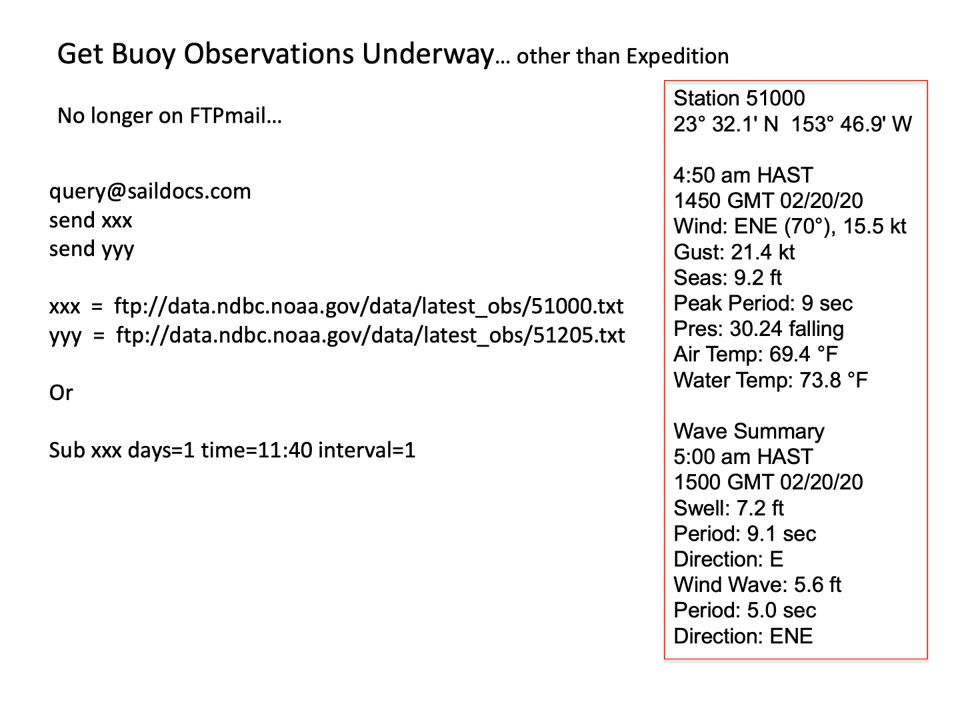 Get Buoy Observations Underway... other than Expedition
No longer on FTPmail...
query@saildocs.com
send xxx
send yyy
xxx = ftp://data.ndbc.noaa.gov/data/latest_obs/51000.txt
yyy = ftp://data.ndbc.noaa.gov/data/latest_obs/51205.txt
Or
Sub xxx days=1 time=11:40 interval=1
Station 51000
23° 32.1' N 153° 46.9' W
4:50 am HAST
1450 GMT 02/20/20
Wind: ENE (70°), 15.5 kt
Gust: 21.4 kt
Seas: 9.2 ft
Peak Period: 9 sec
Pres: 30.24 falling
Air Temp: 69.4 °F
Water Temp: 73.8 °F
Wave Summary
5:00 am HAST
1500 GMT 02/20/20
Swell: 7.2 ft
Period: 9.1 sec
Direction: E
Wind Wave: 5.6 ft
Period: 5.0 sec
Direction: ENE